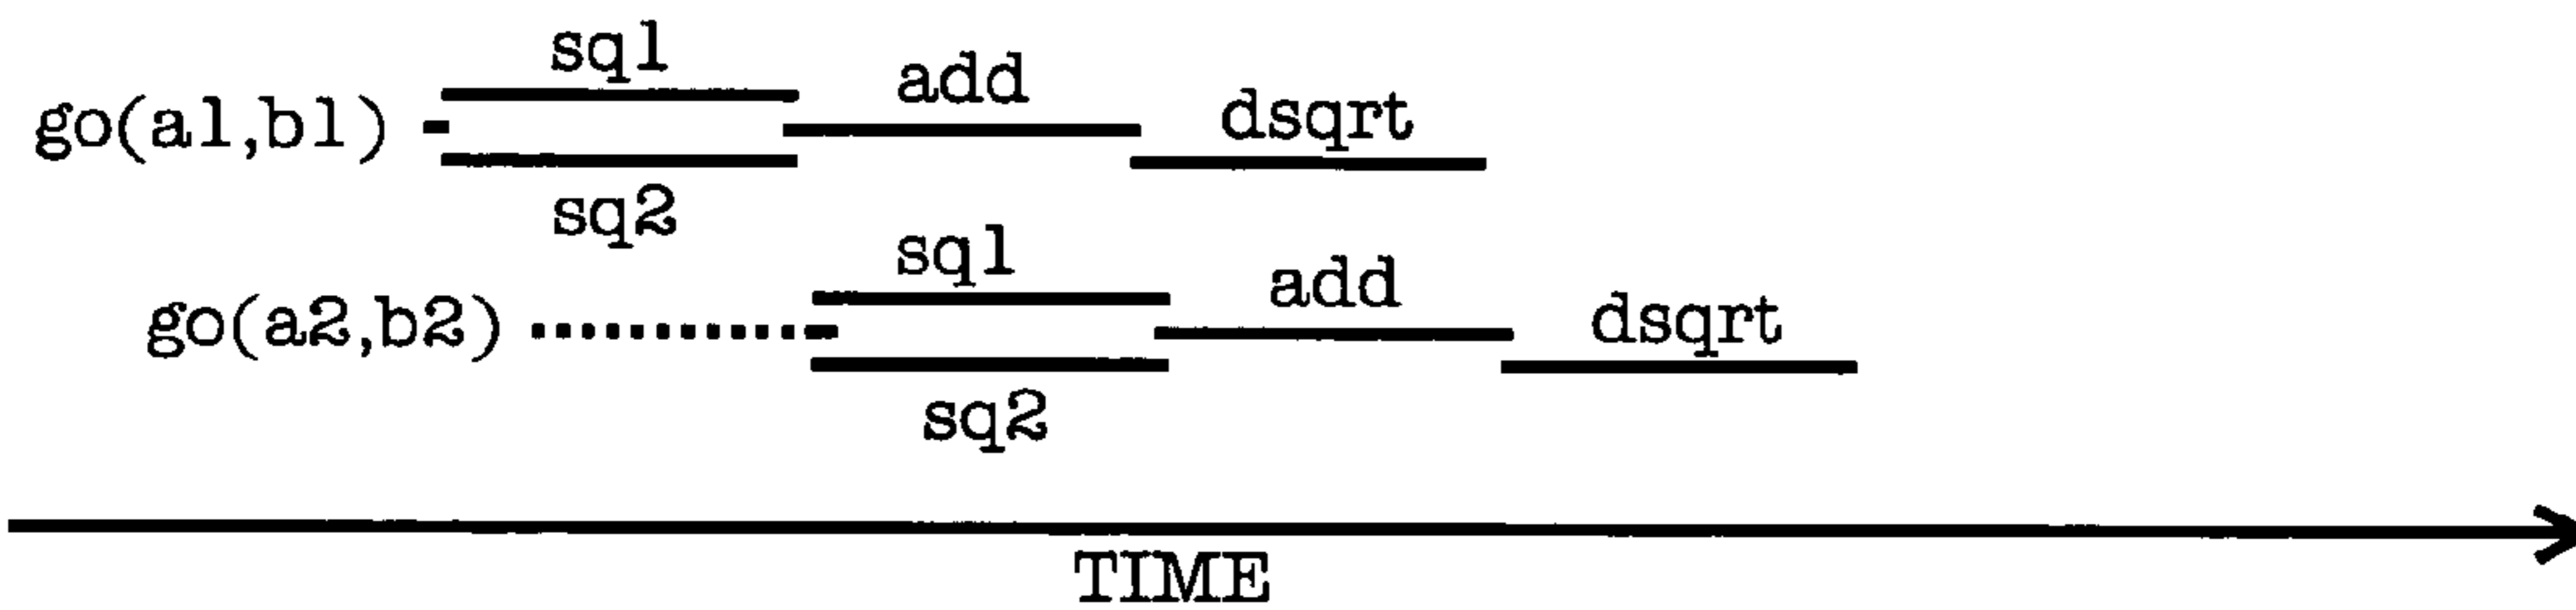 sq1
add
go(a1,b1)
dsqrt
sq2
sq1
add
go(a2,b2)
dsqrt
sq2
TIME